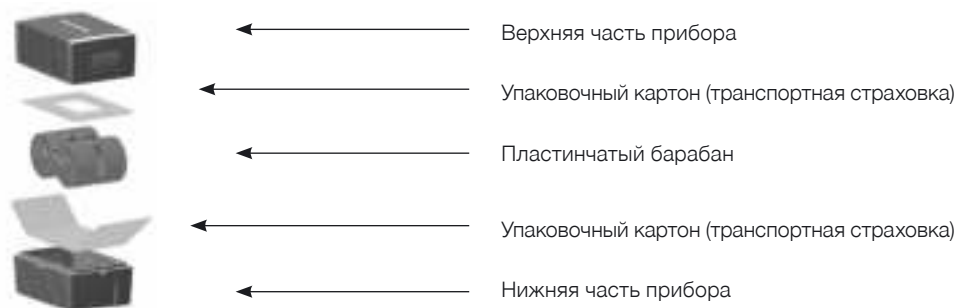 Верхняя часть прибора
Упаковочный картон (транспортная страховка)
Пластинчатый барабан
Упаковочный картон (транспортная страховка)
Нижняя часть прибора